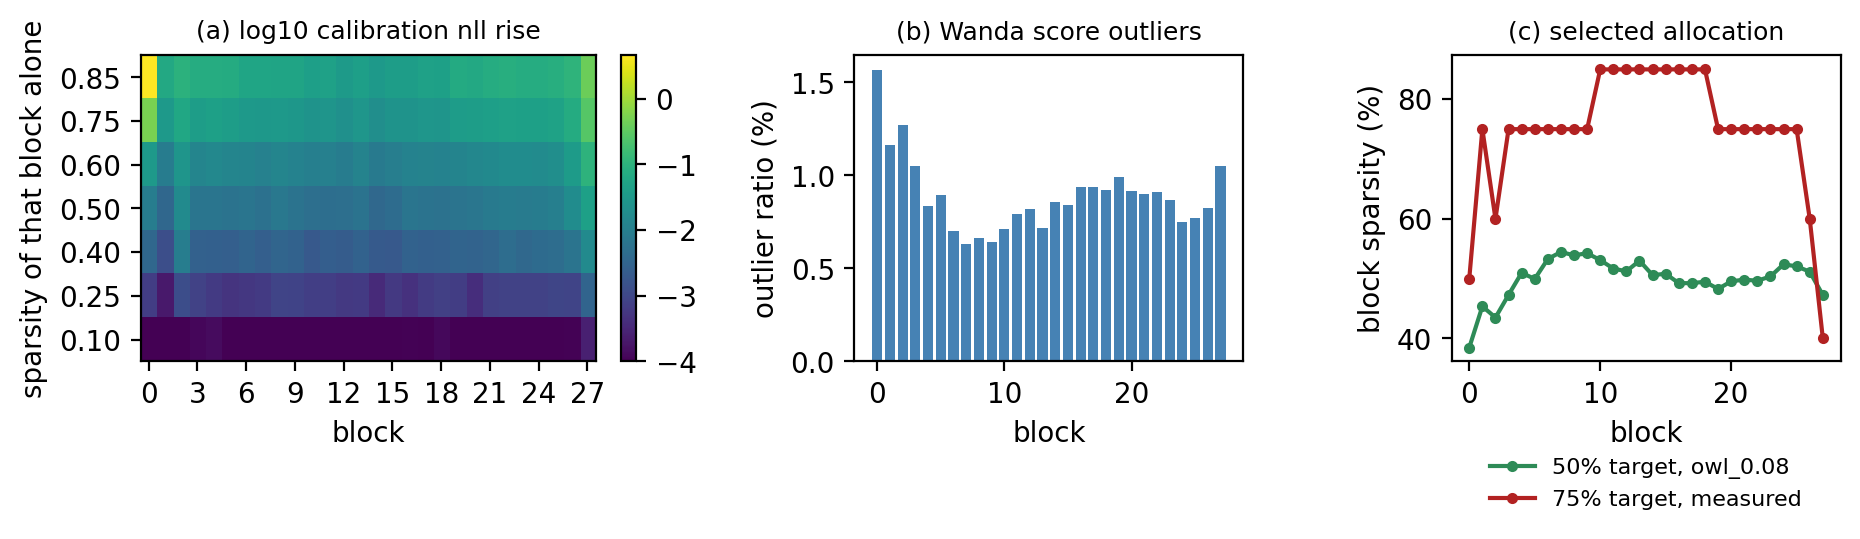 (a) log10 calibration nll rise
sparsity of that block alone
0.85
0.75
0.60
0.50
0.40
0.25
0.10
0 3 6 9 12 15 18 21 24 27
block
0
−1
−2
−3
−4
(b) Wanda score outliers
outlier ratio (%)
1.5
1.0
0.5
0.0
0 10 20
block
(c) selected allocation
block sparsity (%)
80
60
40
0 10 20
block
50% target, owl_0.08
75% target, measured